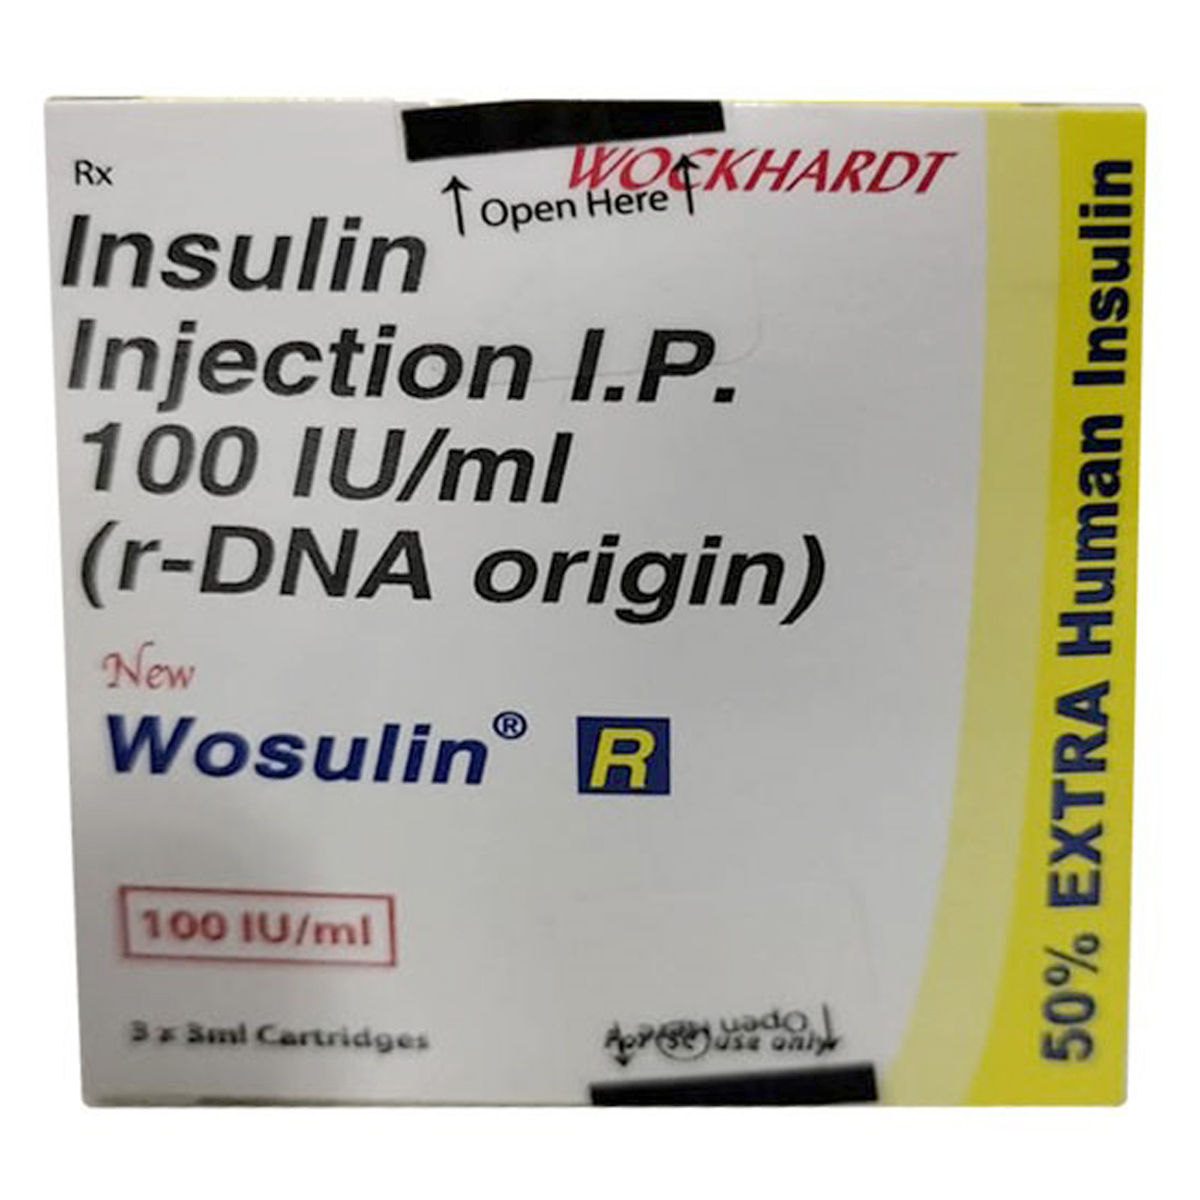 Rx
WOCKHARDT
Open Here
Insulin
Injection I.P.
100 IU/ml
(r-DNA origin)
New
Wosulin® R
100 IU/ml
3 x 3ml Cartridges
Open Here
For SC use only
50% EXTRA Human Insulin